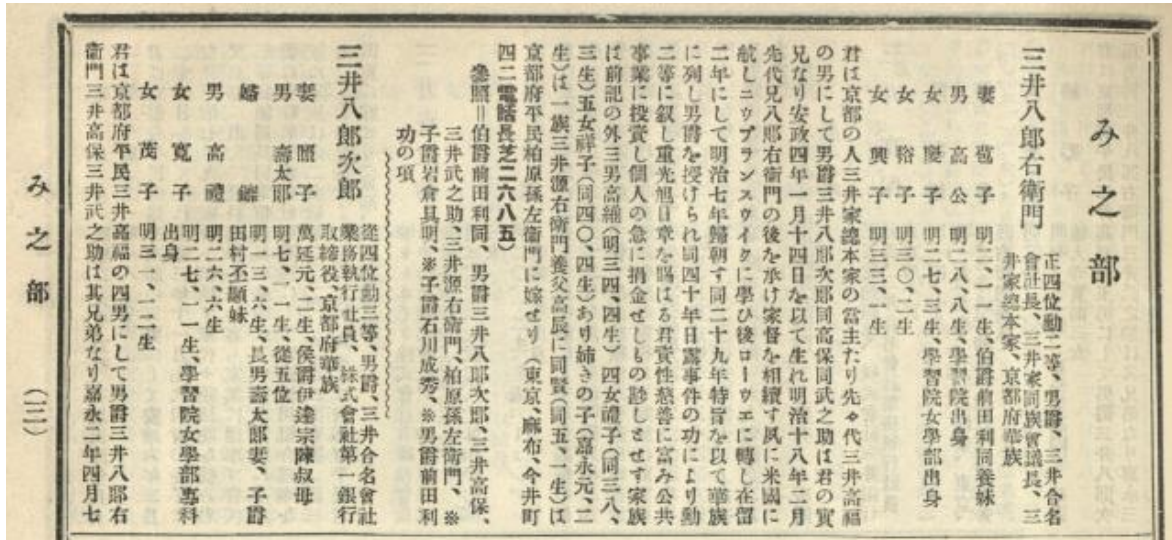 み之部
三井八郎右衛門
正四位勳二等、男爵、三井合名
會社長、三井家同族會議長、三
井家總本家、京都府華族
妻 苞子 明二、一一生、伯爵前田利同養妹
男 高公 明二八、八生、學習院出身
女 慶子 明二七、三生、學習院女學部出身
女 䂖子 明三〇、二生
女 興子 明三三、一生
君は京都の人三井家總本家の當主たり先々代三井高福
の男にして男爵三井八郎次郎同高保同武之助は君の實
兄なり安政四年一月十四日を以て生れ明治十八年二月
先代兄八郎右衛門の後を承け家督を相續す夙に米國に
航しニウブランスウイクに學び後ローウエに轉し在留
二年にして明治七年歸朝す同二十九年特旨を以て華族
に列し男爵を授けられ同四十年日露事件の功により勳
二等に叙し重光旭日章を賜はる君資性慈善に富み公共
事業に投資し個人の急に捐金せしもの尠しとせず家族
は前記の外三男高維(明三四、四生)四女禮子(同三八、
三生)五女祥子(同四〇、四生)あり姉きの子(嘉永元、二
生)は一族三井源右衛門養父高辰に同賢(同五、一生)は
京都府平民柏原孫左衛門に嫁せり(東京、麻布、今井町
四二電話長芝二六八五)
參照=伯爵前田利同、男爵三井八郎次郎、三井高保、
三井武之助、三井源右衛門、柏原孫左衛門、※
子爵岩倉具明、※子爵石川成秀、※男爵前田利
功の項
三井八郎次郎
從四位勳三等、男爵、三井合名會社
業務執行社員、株式會社第一銀行
取締役、京都府華族
妻 照子 萬延元、二生、侯爵伊達宗陳叔母
男 壽太郎 明七、一一生、從五位
婦 明一三、六生、長男壽太郎妻、子爵
田村丕顯妹
男 高禮 明二六、六生
女 寬子 明二七、一一生、學習院女學部專科
出身
女 茂子 明三一、一二生
君は京都府平民三井高福の四男にして男爵三井八郎右
衛門三井高保三井武之助は其兄弟なり嘉永二年四月七
み之部 (三)